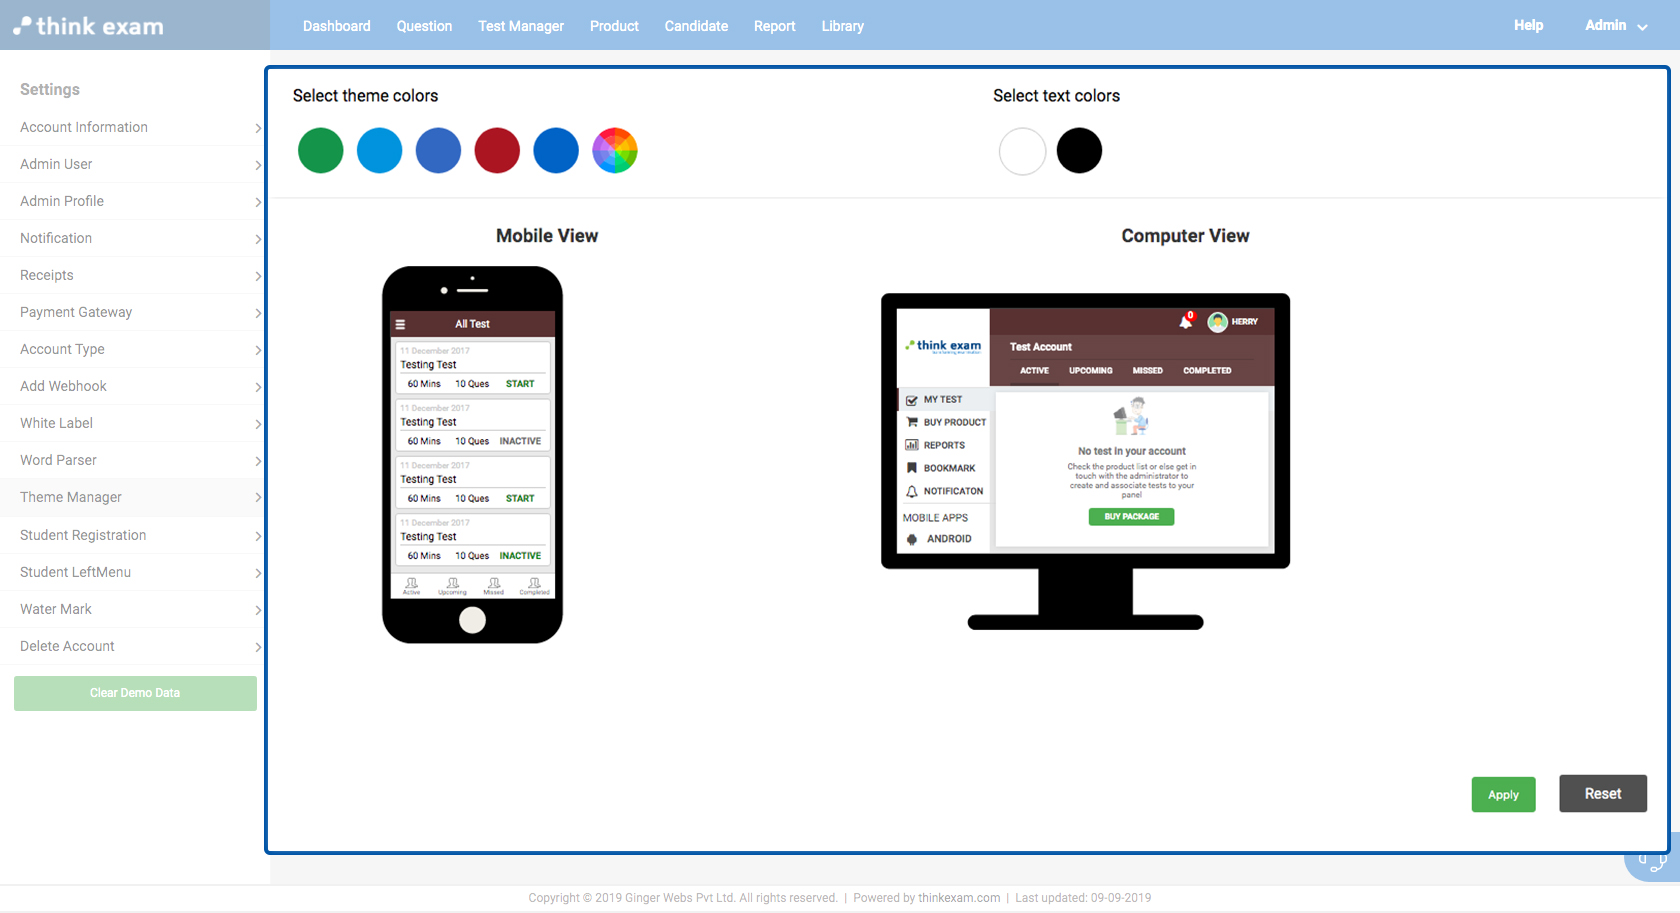 think exam
Dashboard Question Test Manager Product Candidate Report Library
Help Admin
Settings
Account Information
Admin User
Admin Profile
Notification
Receipts
Payment Gateway
Account Type
Add Webhook
White Label
Word Parser
Theme Manager
Student Registration
Student LeftMenu
Water Mark
Delete Account
Clear Demo Data
Select theme colors
Select text colors
Mobile View
All Test
11 December 2017
Testing Test
60 Mins 10 Ques START
11 December 2017
Testing Test
60 Mins 10 Ques INACTIVE
11 December 2017
Testing Test
60 Mins 10 Ques START
11 December 2017
Testing Test
60 Mins 10 Ques INACTIVE
Active Upcoming Missed Completed
Computer View
0 HERRY
think exam
Test Account
ACTIVE UPCOMING MISSED COMPLETED
MY TEST
BUY PRODUCT
REPORTS
BOOKMARK
NOTIFICATON
MOBILE APPS
ANDROID
No test in your account
Check the product list or else get in
touch with the administrator to
create and associate tests to your
panel
BUY PACKAGE
Apply Reset
Copyright © 2019 Ginger Webs Pvt Ltd. All rights reserved. | Powered by thinkexam.com | Last updated: 09-09-2019